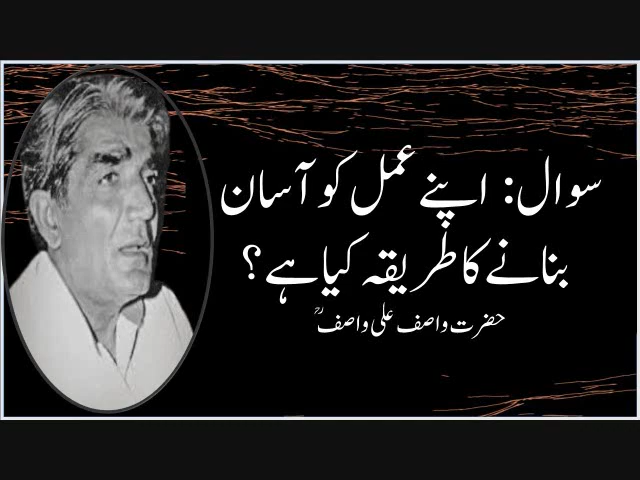 سوال: اپنے عمل کو آسان
بنانے کا طریقہ کیا ہے؟
حضرت واصف علی واصفؒ